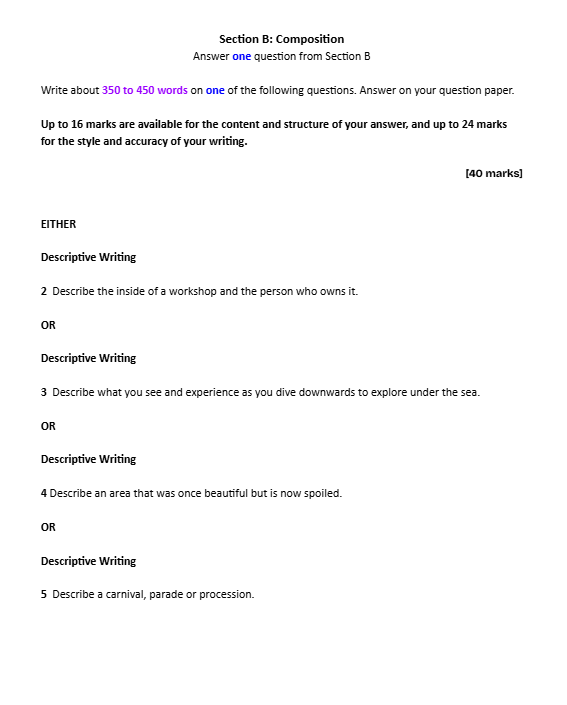 Section B: Composition
Answer one question from Section B
Write about 350 to 450 words on one of the following questions. Answer on your question paper.
Up to 16 marks are available for the content and structure of your answer, and up to 24 marks
for the style and accuracy of your writing.
[40 marks]
EITHER
Descriptive Writing
2 Describe the inside of a workshop and the person who owns it.
OR
Descriptive Writing
3 Describe what you see and experience as you dive downwards to explore under the sea.
OR
Descriptive Writing
4 Describe an area that was once beautiful but is now spoiled.
OR
Descriptive Writing
5 Describe a carnival, parade or procession.